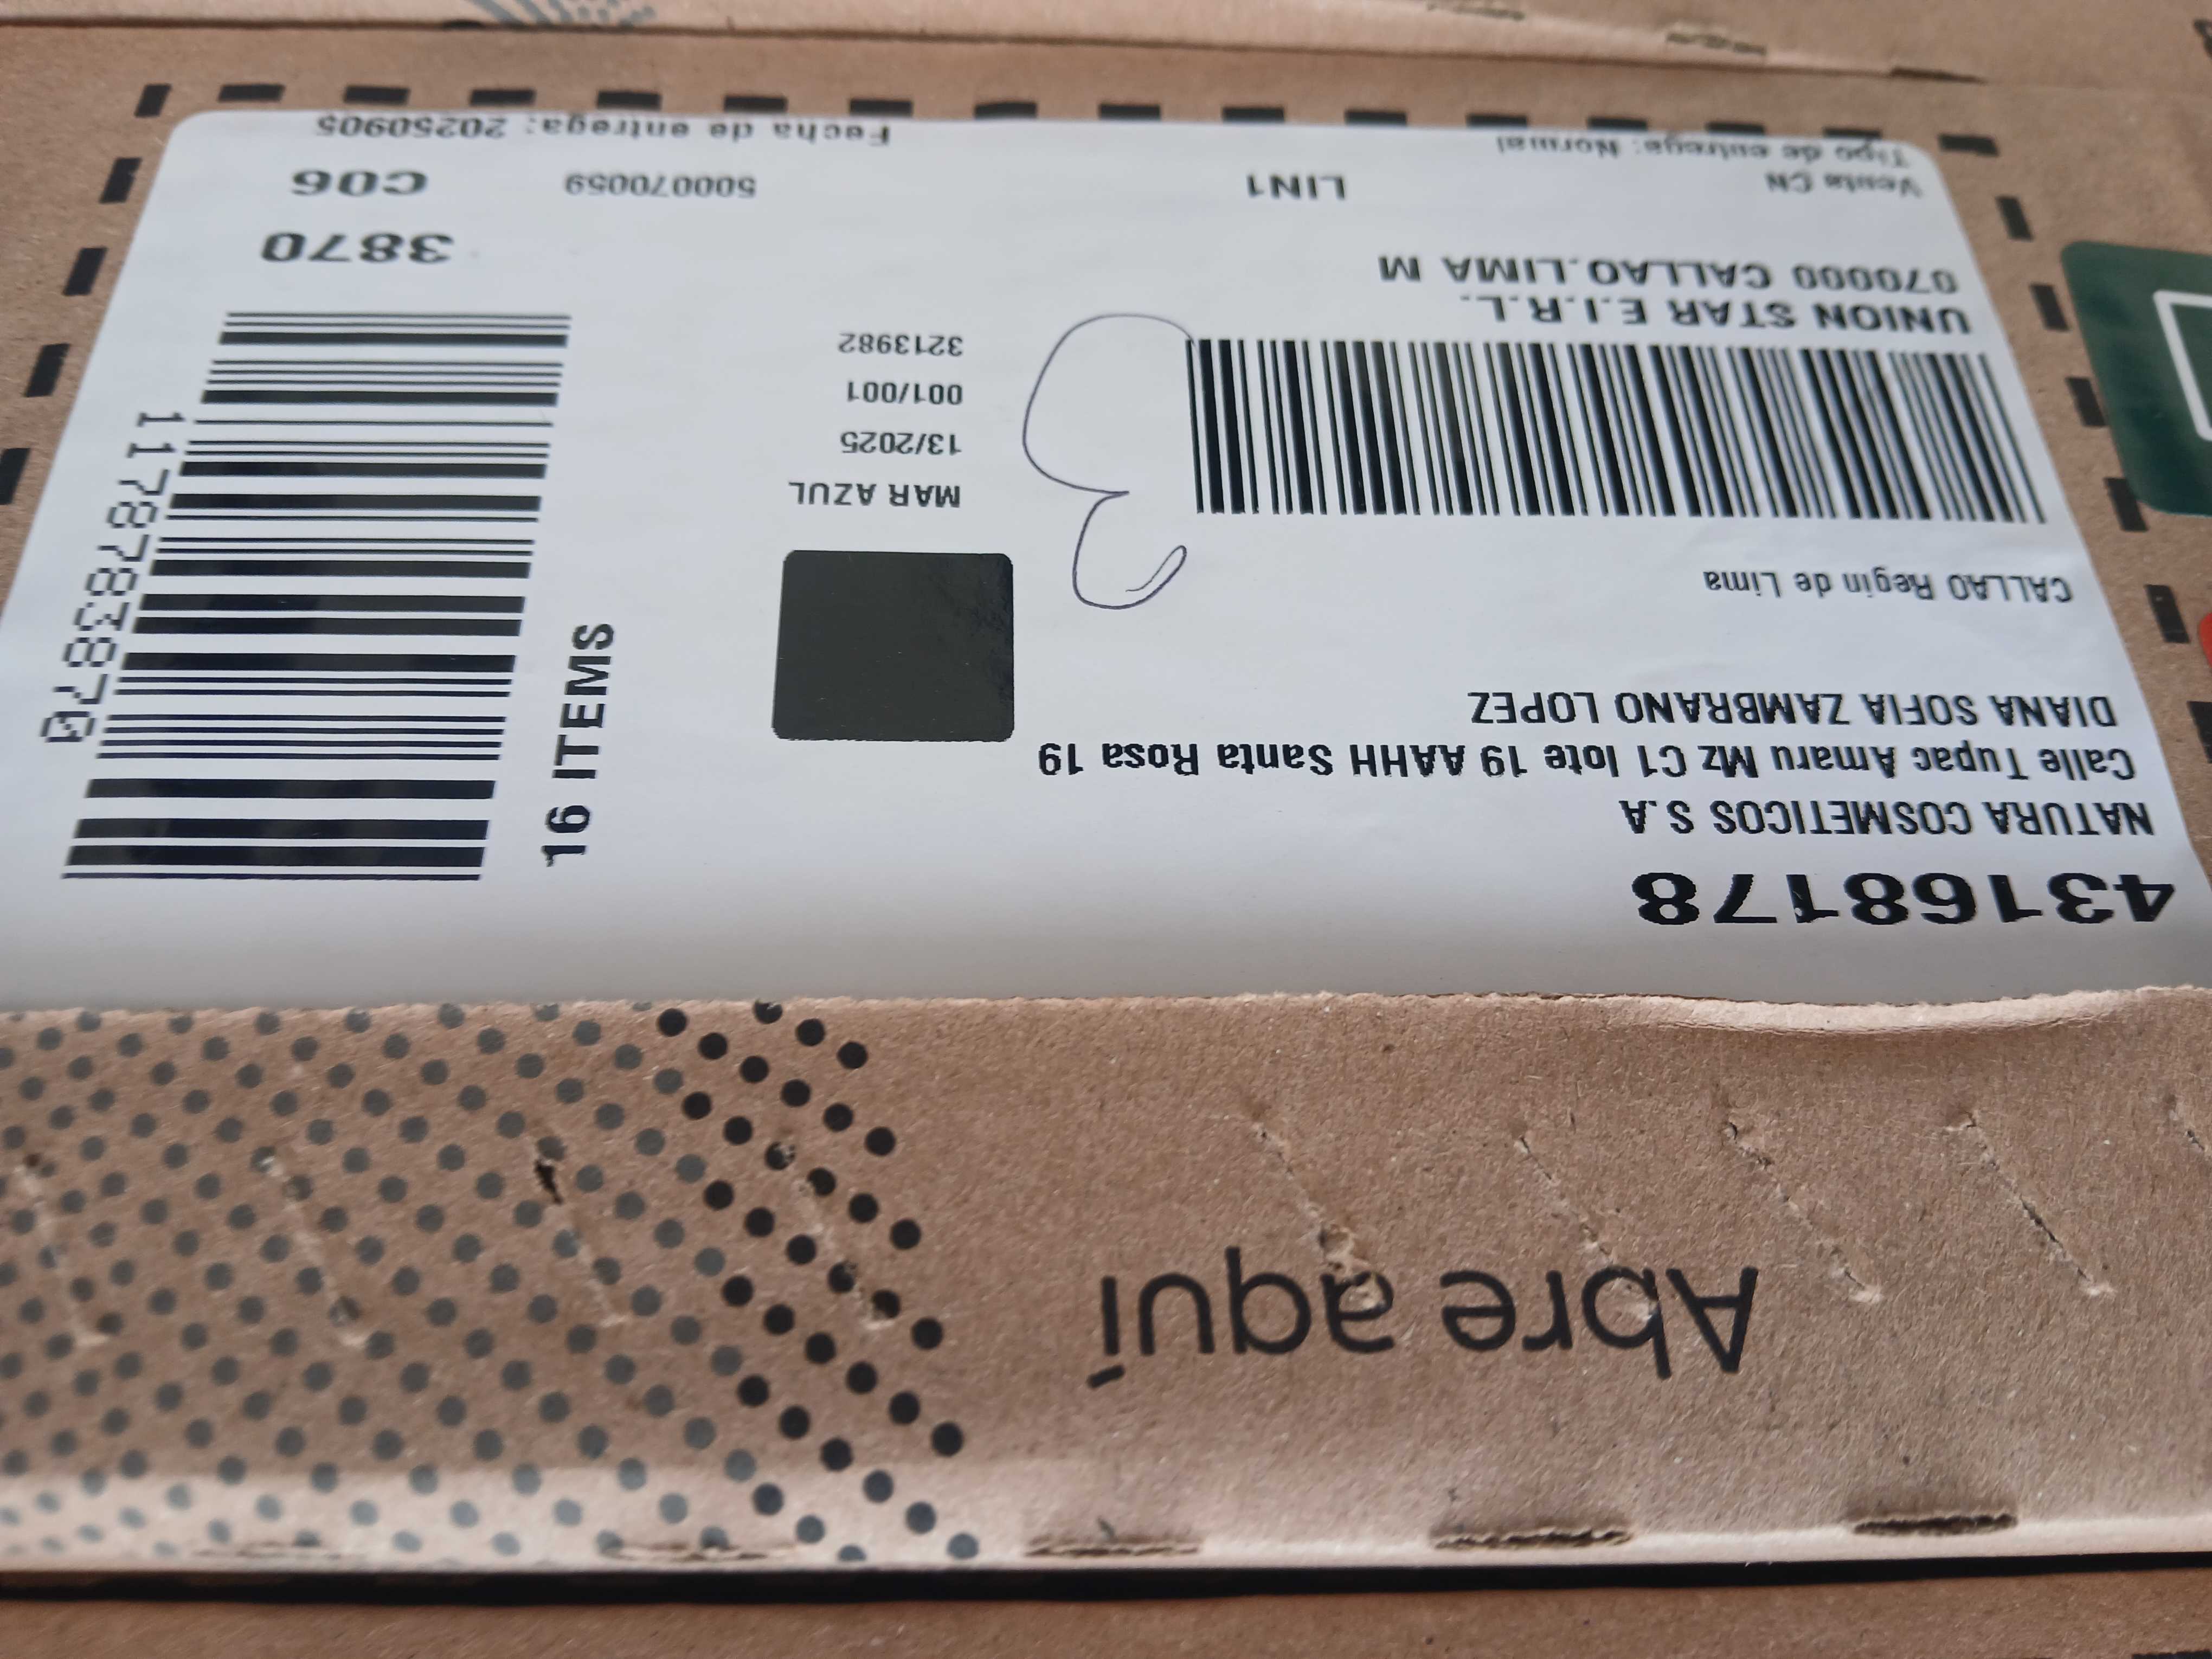 43168178
NATURA COSMETICOS S.A
Calle Tupac Amaru Mz C1 lote 19 AAHH Santa Rosa 19
DIANA SOFIA ZAMBRANO LOPEZ
CALLAO Regin de Lima
UNION STAR E.I.R.L.
070000 CALLAO.LIMA M
Venta CN
LIN1
Tipo de entrega: Normal
3
MAR AZUL
13/2025
001/001
3213982
16 ITEMS
1178783870
3870
500070059
C06
Fecha de entrega: 20250905
Abre aquí